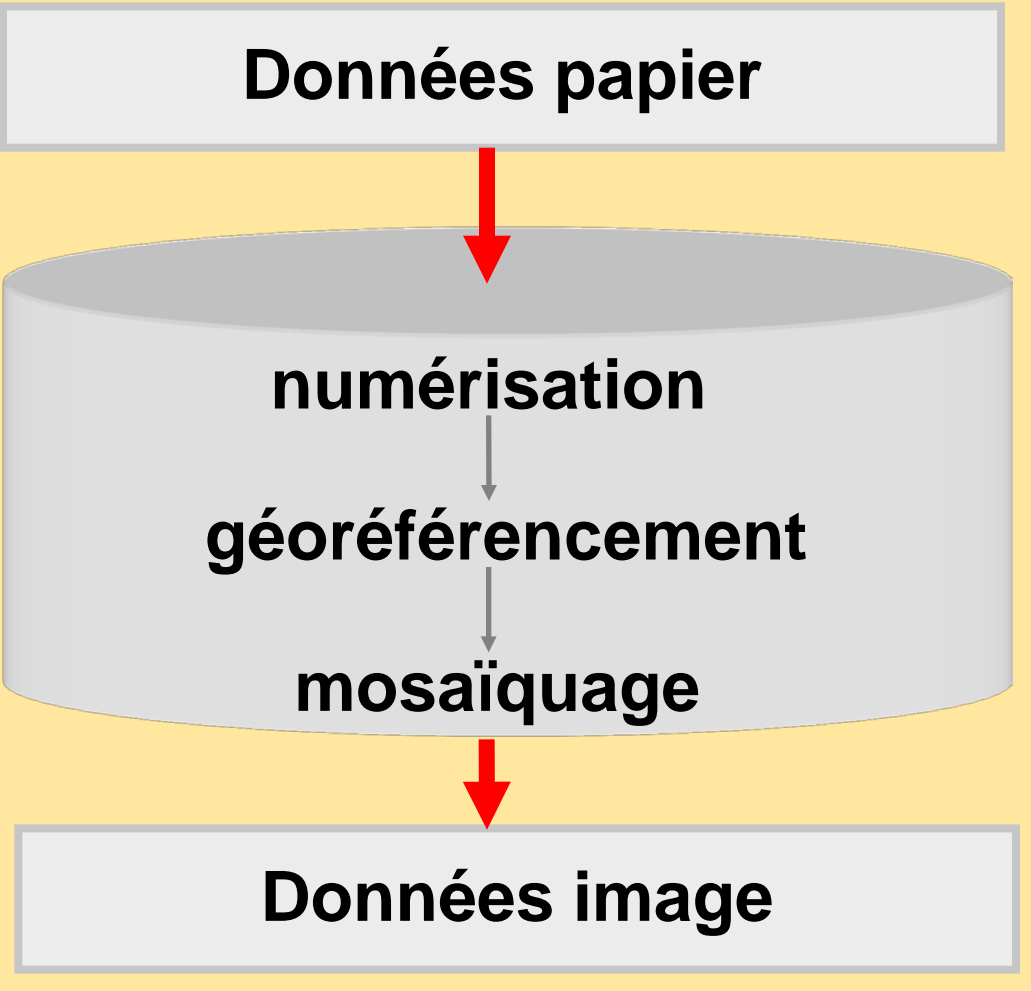 Données papier
numérisation
géoréférencement
mosaïquage
Données image